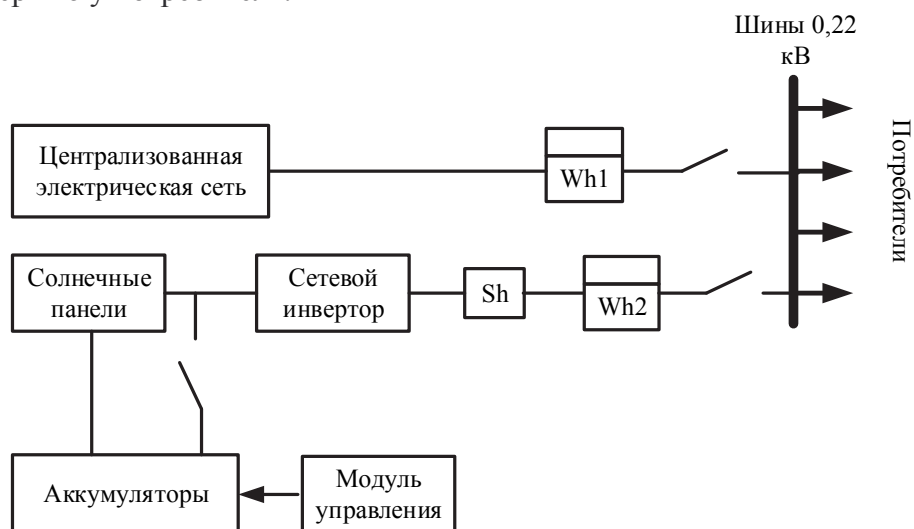 Шины 0,22
кВ
Централизованная
электрическая сеть
Wh1
Потребители
Солнечные
панели
Сетевой
инвертор
Sh
Wh2
Аккумуляторы
Модуль
управления